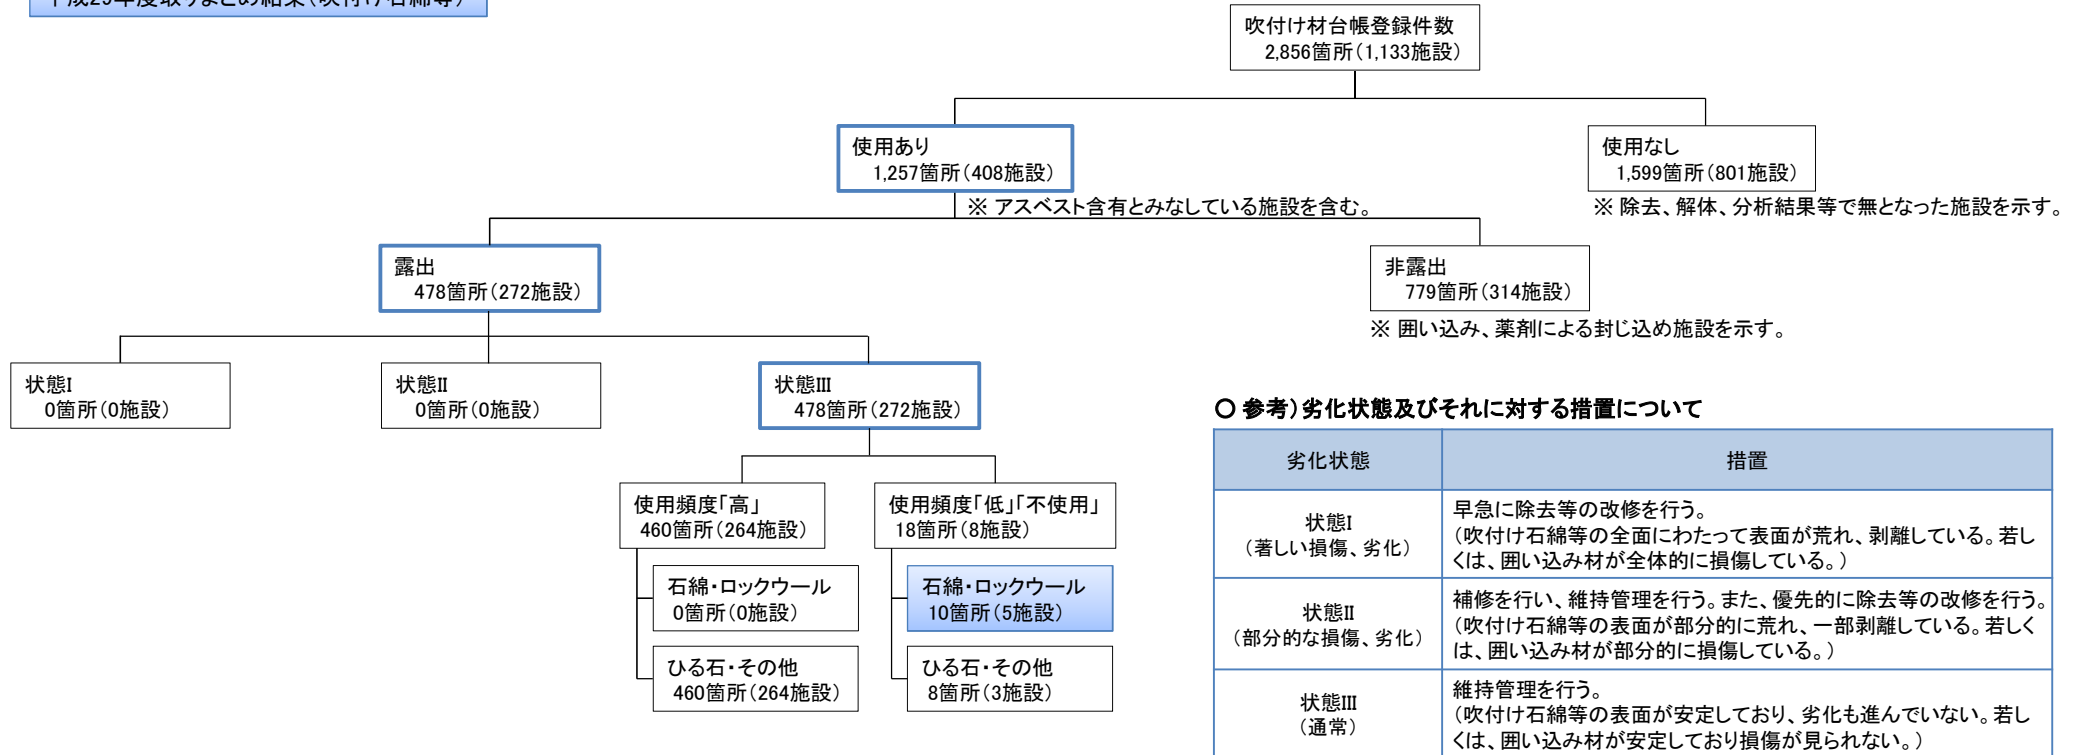 平成29年度取りまとめ結果(吹付け石綿等)
吹付け材台帳登録件数
2,856箇所(1,133施設)
使用あり
1,257箇所(408施設)
※ アスベスト含有とみなしている施設を含む。
使用なし
1,599箇所(801施設)
※ 除去、解体、分析結果等で無となった施設を示す。
露出
478箇所(272施設)
非露出
779箇所(314施設)
※ 囲い込み、薬剤による封じ込め施設を示す。
状態Ⅰ
0箇所(0施設)
状態Ⅱ
0箇所(0施設)
状態Ⅲ
478箇所(272施設)
使用頻度「高」
460箇所(264施設)
石綿・ロックウール
0箇所(0施設)
ひる石・その他
460箇所(264施設)
使用頻度「低」「不使用」
18箇所(8施設)
石綿・ロックウール
10箇所(5施設)
ひる石・その他
8箇所(3施設)
○ 参考)劣化状態及びそれに対する措置について
劣化状態
措置
状態Ⅰ
(著しい損傷、劣化)
早急に除去等の改修を行う。
(吹付け石綿等の全面にわたって表面が荒れ、剥離している。若し
くは、囲い込み材が全体的に損傷している。)
状態Ⅱ
(部分的な損傷、劣化)
補修を行い、維持管理を行う。また、優先的に除去等の改修を行う。
(吹付け石綿等の表面が部分的に荒れ、一部剥離している。若しく
は、囲い込み材が部分的に損傷している。)
状態Ⅲ
(通常)
維持管理を行う。
(吹付け石綿等の表面が安定しており、劣化も進んでいない。若し
くは、囲い込み材が安定しており損傷が見られない。)